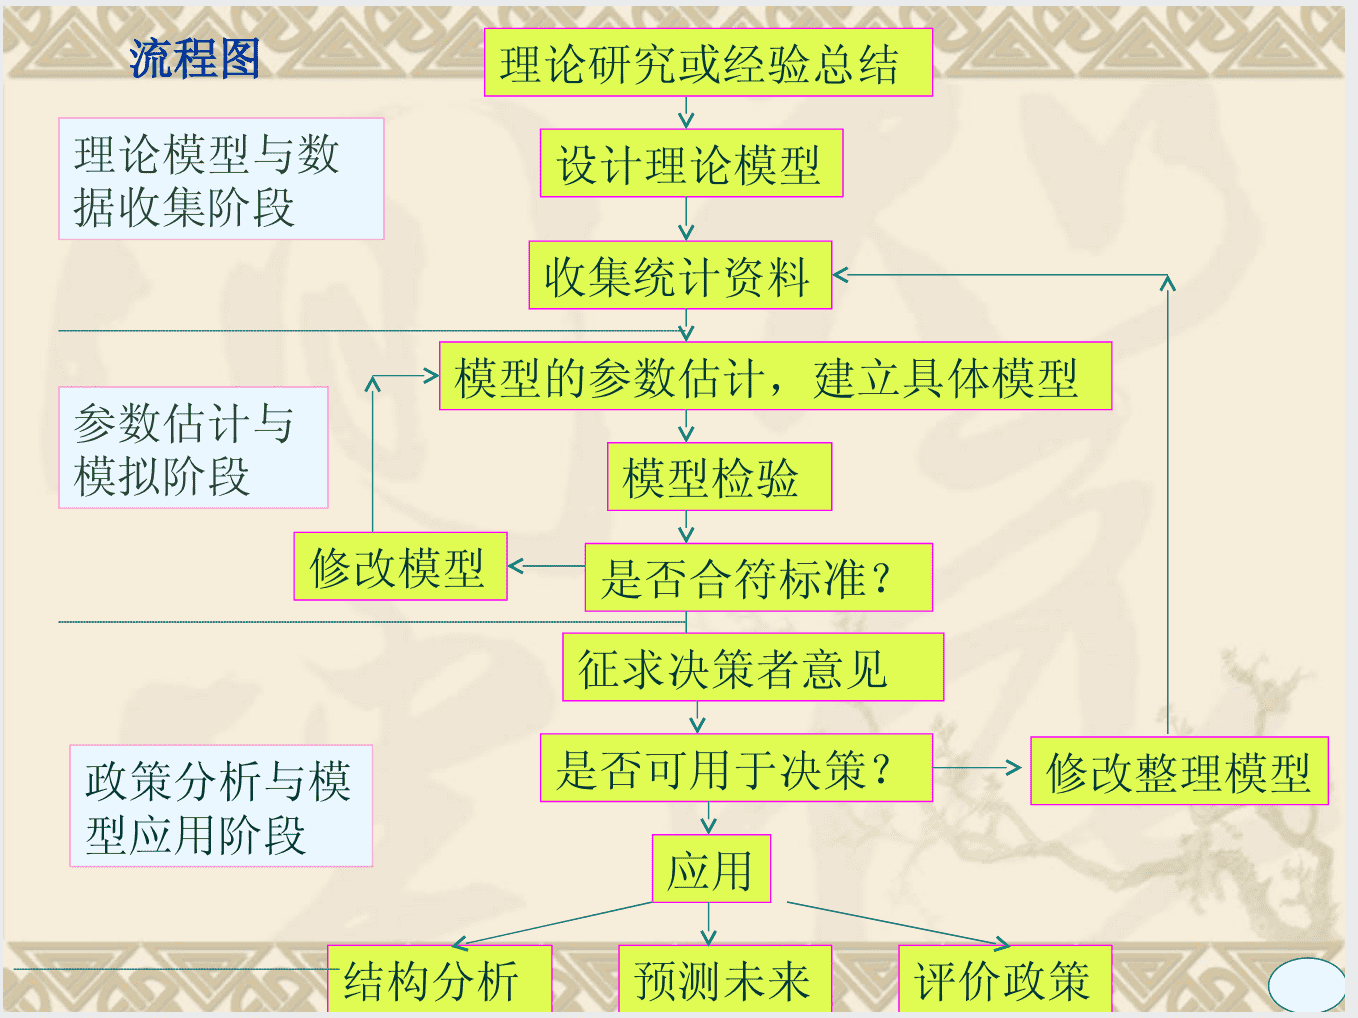 流程图
理论研究或经验总结
理论模型与数
据收集阶段
设计理论模型
收集统计资料
模型的参数估计，建立具体模型
参数估计与
模拟阶段
模型检验
修改模型
是否合符标准？
征求决策者意见
政策分析与模
型应用阶段
是否可用于决策？
修改整理模型
应用
结构分析
预测未来
评价政策